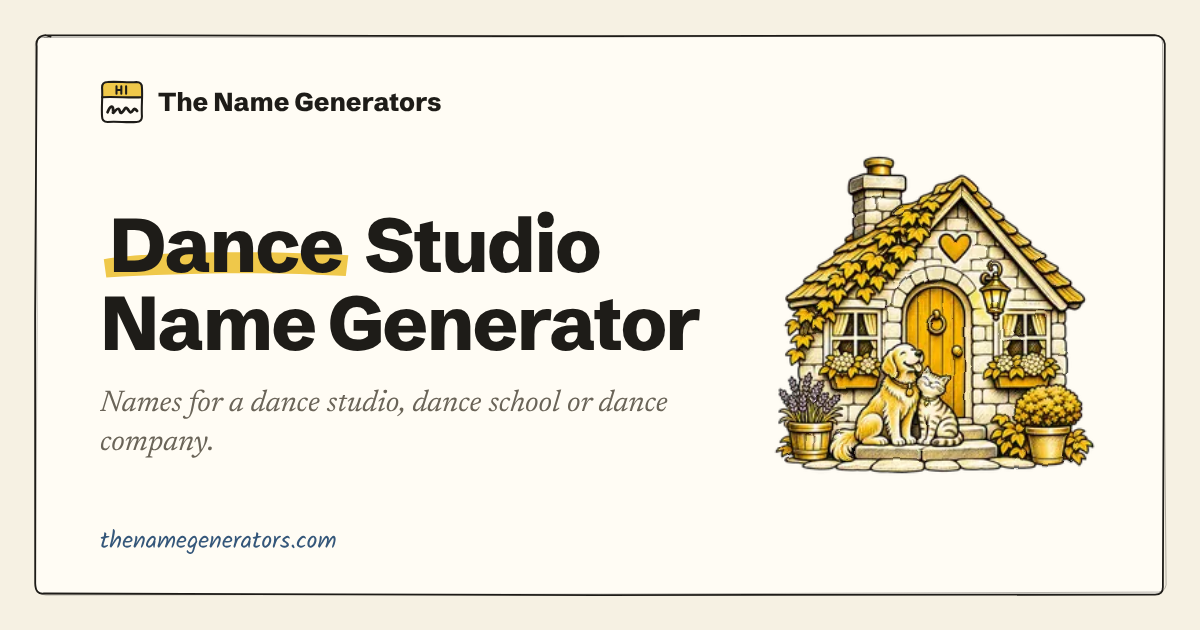 HI
The Name Generators
Dance Studio
Name Generator
Names for a dance studio, dance school or dance
company.
thenamegenerators.com